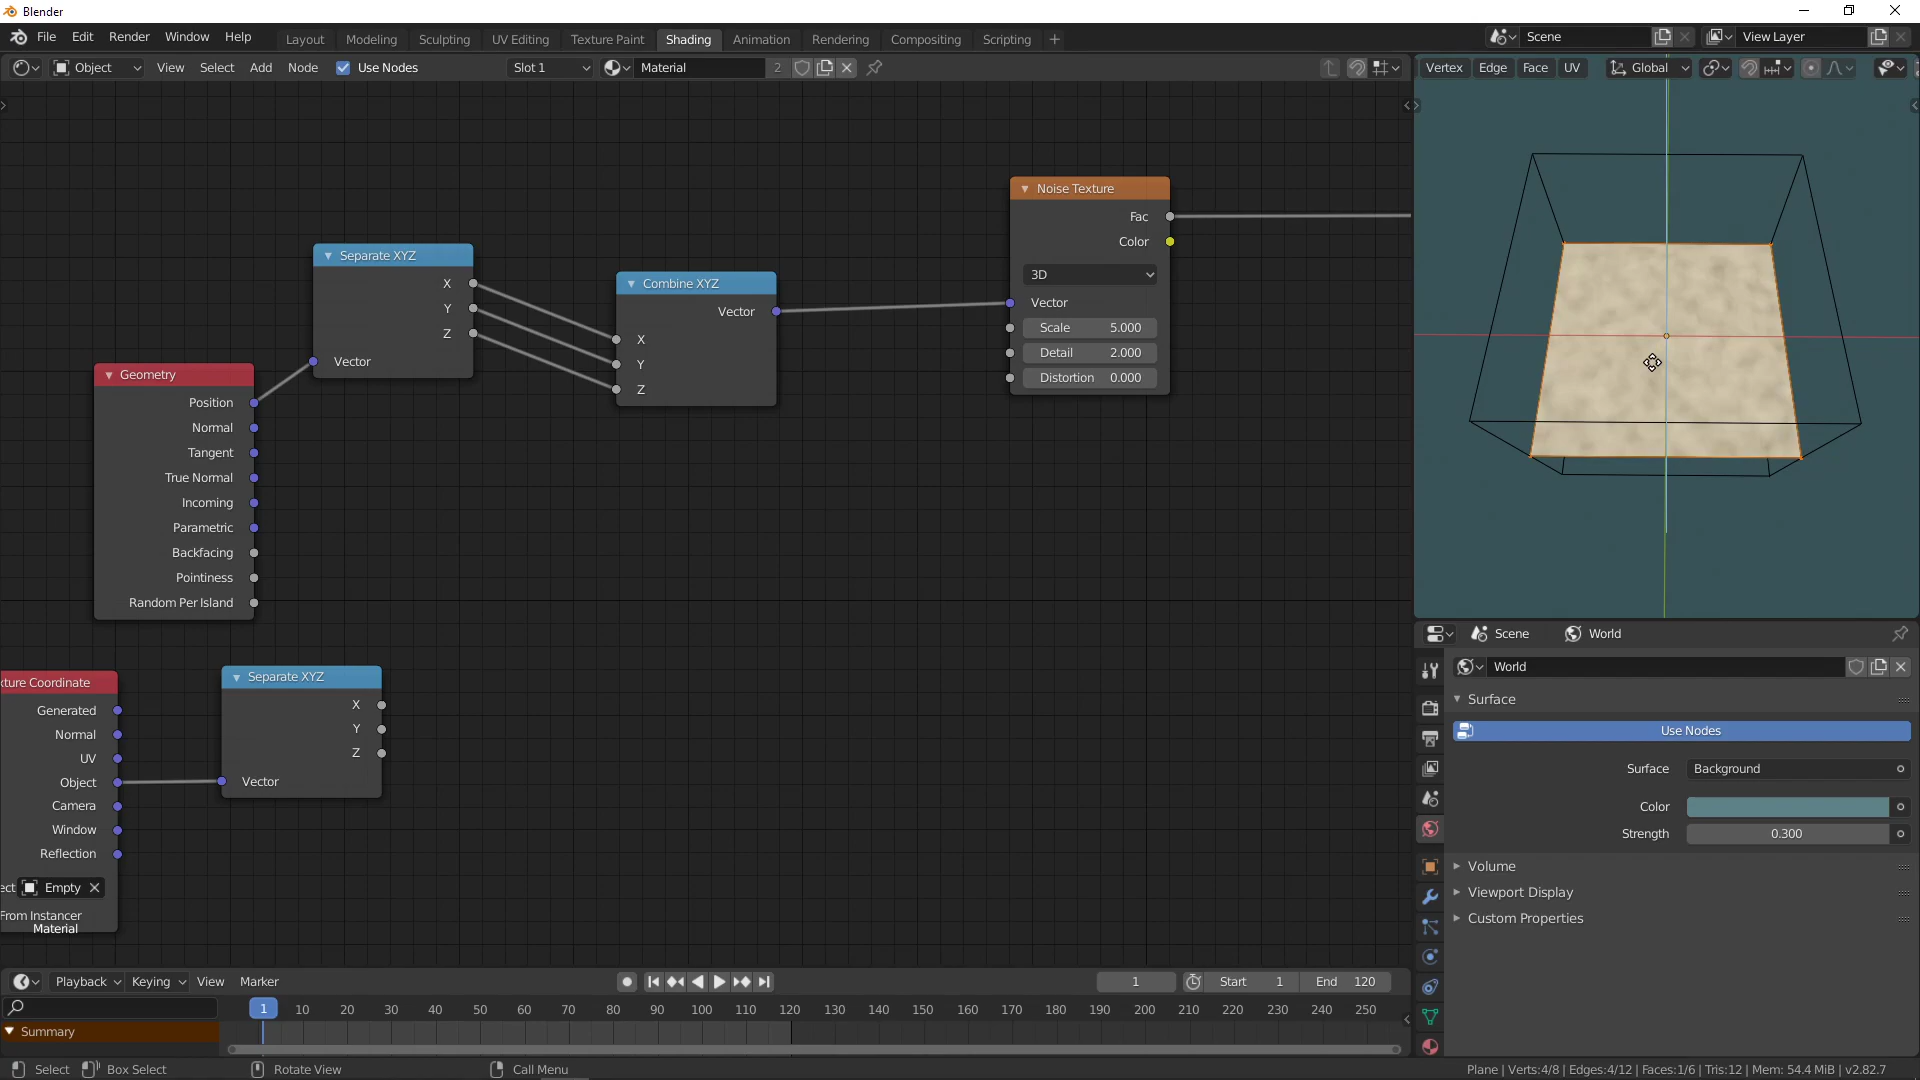 Blender
File Edit Render Window Help Layout Modeling Sculpting UV Editing Texture Paint Shading Animation Rendering Compositing Scripting + Scene View Layer
Object View Select Add Node Use Nodes Slot 1 Material 2 Vertex Edge Face UV Global
Noise Texture
Fac
Color
3D
Vector
Scale 5.000
Detail 2.000
Distortion 0.000
Separate XYZ
X
Y
Z
Vector
Combine XYZ
Vector
X
Y
Z
Geometry
Position
Normal
Tangent
True Normal
Incoming
Parametric
Backfacing
Pointiness
Random Per Island
xture Coordinate
Generated
Normal
UV
Object
Camera
Window
Reflection
ect Empty
From Instancer
Material
Separate XYZ
X
Y
Z
Vector
Scene World
World
Surface
Use Nodes
Surface Background
Color
Strength 0.300
Volume
Viewport Display
Custom Properties
Playback Keying View Marker 1 Start 1 End 120
1 10 20 30 40 50 60 70 80 90 100 110 120 130 140 150 160 170 180 190 200 210 220 230 240 250
Summary
Select Box Select Rotate View Call Menu Plane | Verts:4/8 | Edges:4/12 | Faces:1/6 | Tris:12 | Mem: 54.4 MiB | v2.82.7